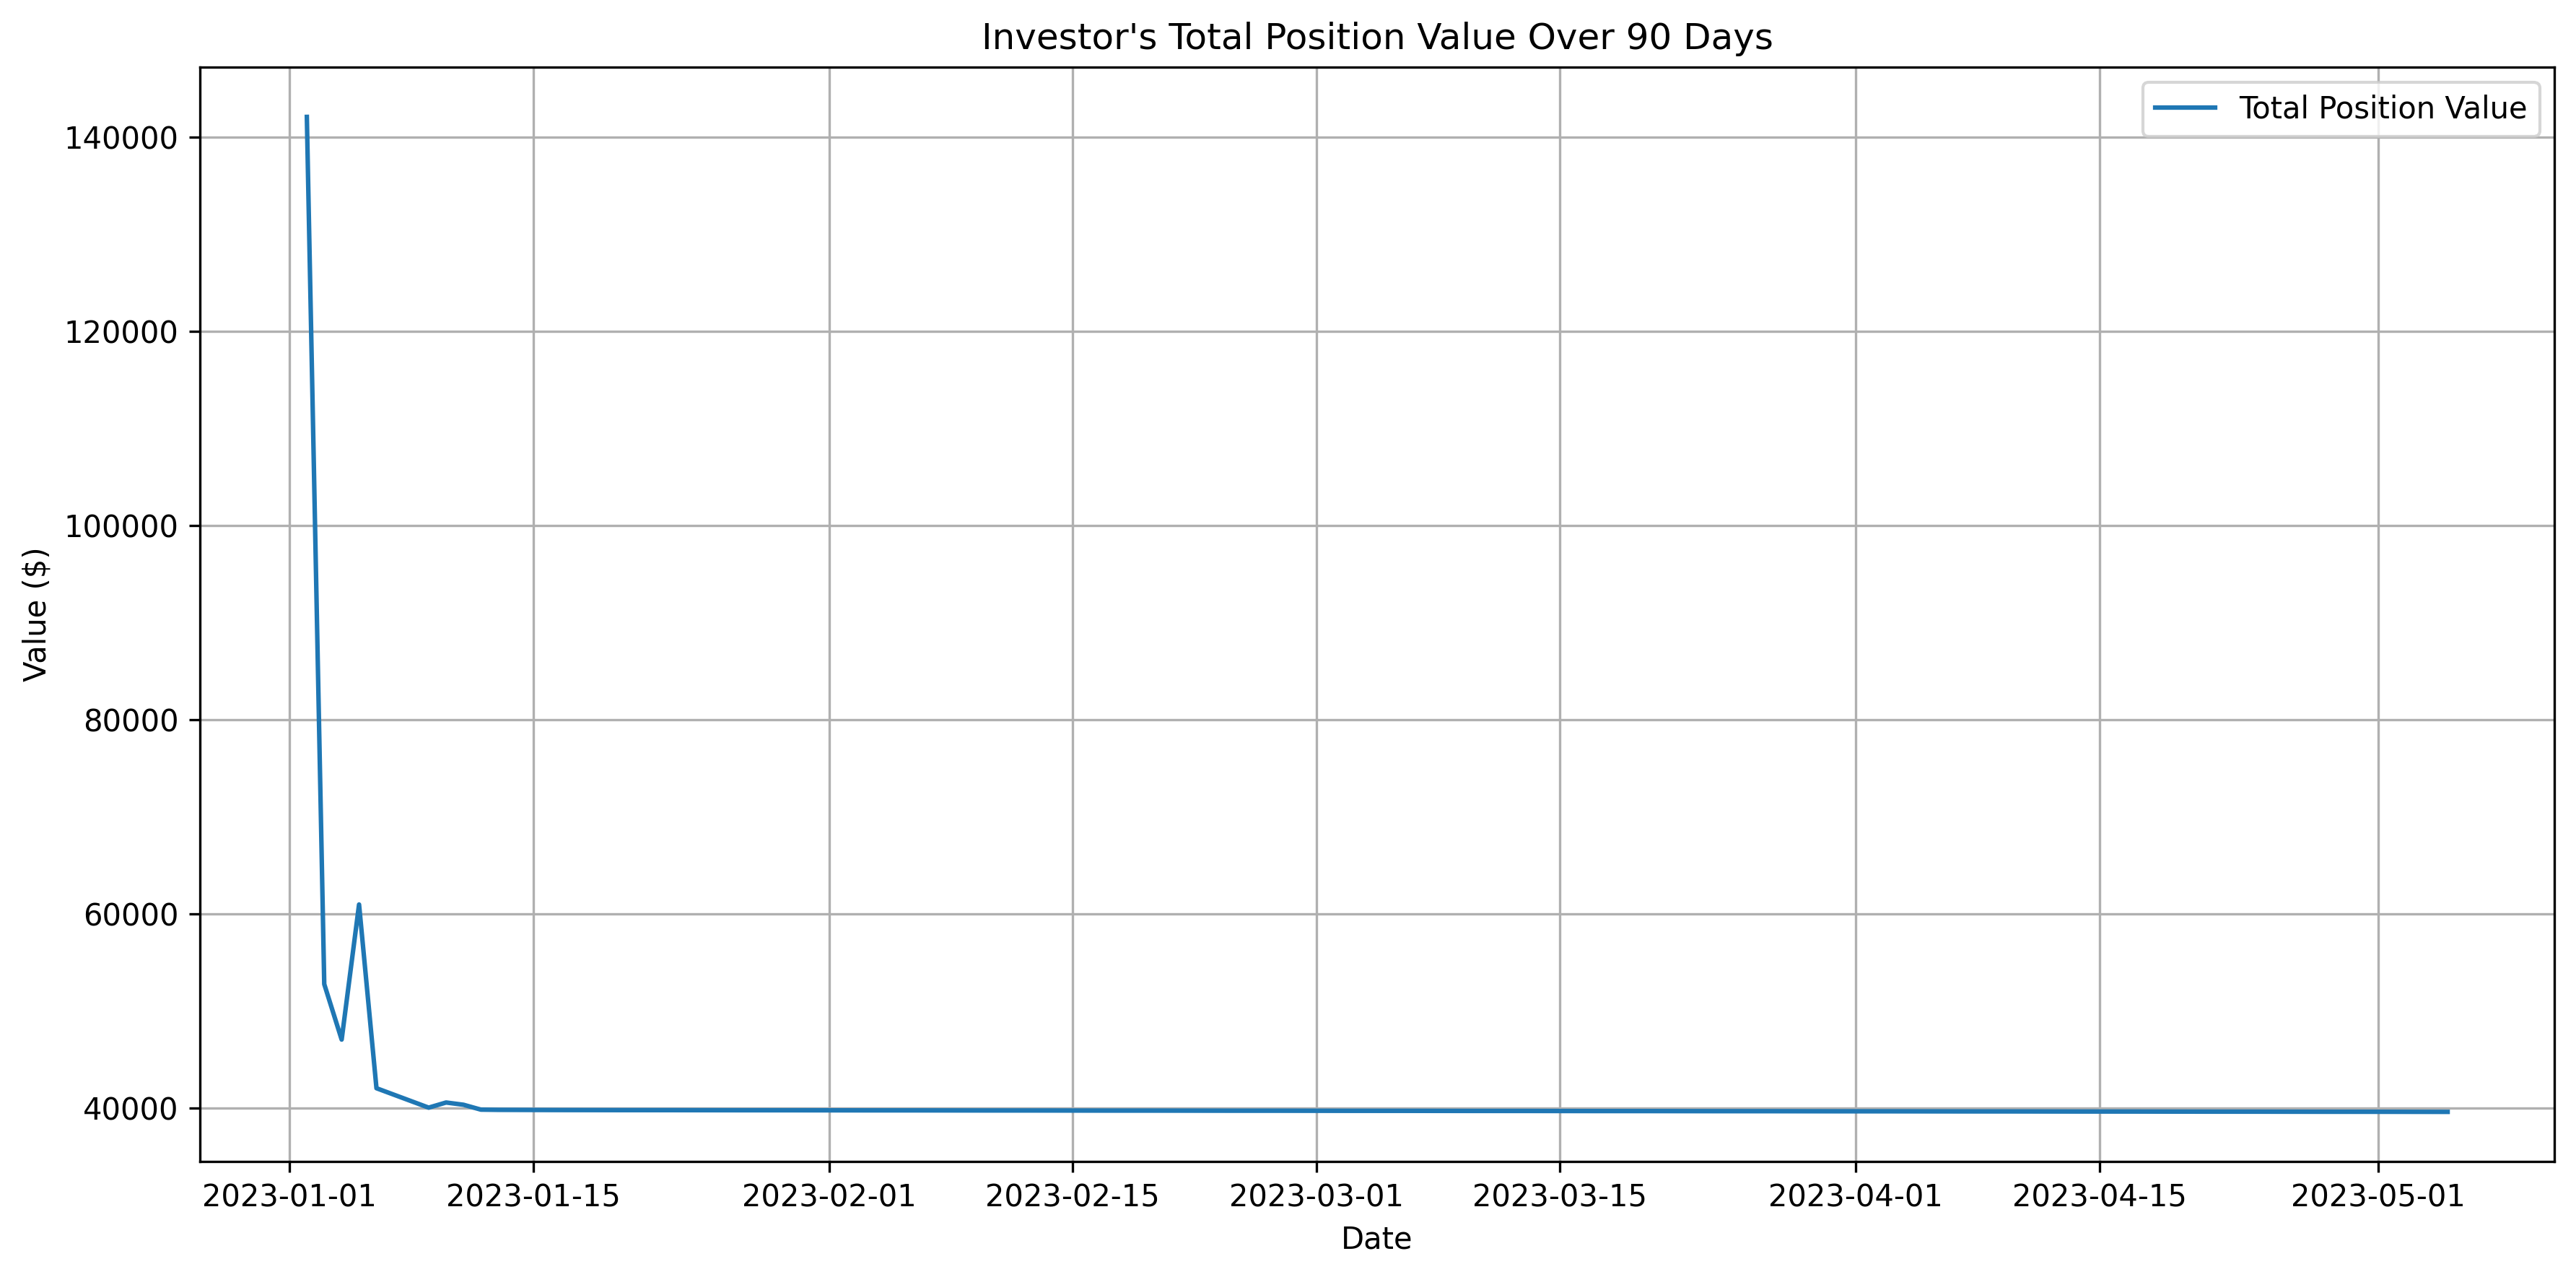 Investor's Total Position Value Over 90 Days
Total Position Value
140000
120000
100000
80000
60000
40000
Value ($)
2023-01-01 2023-01-15 2023-02-01 2023-02-15 2023-03-01 2023-03-15 2023-04-01 2023-04-15 2023-05-01
Date